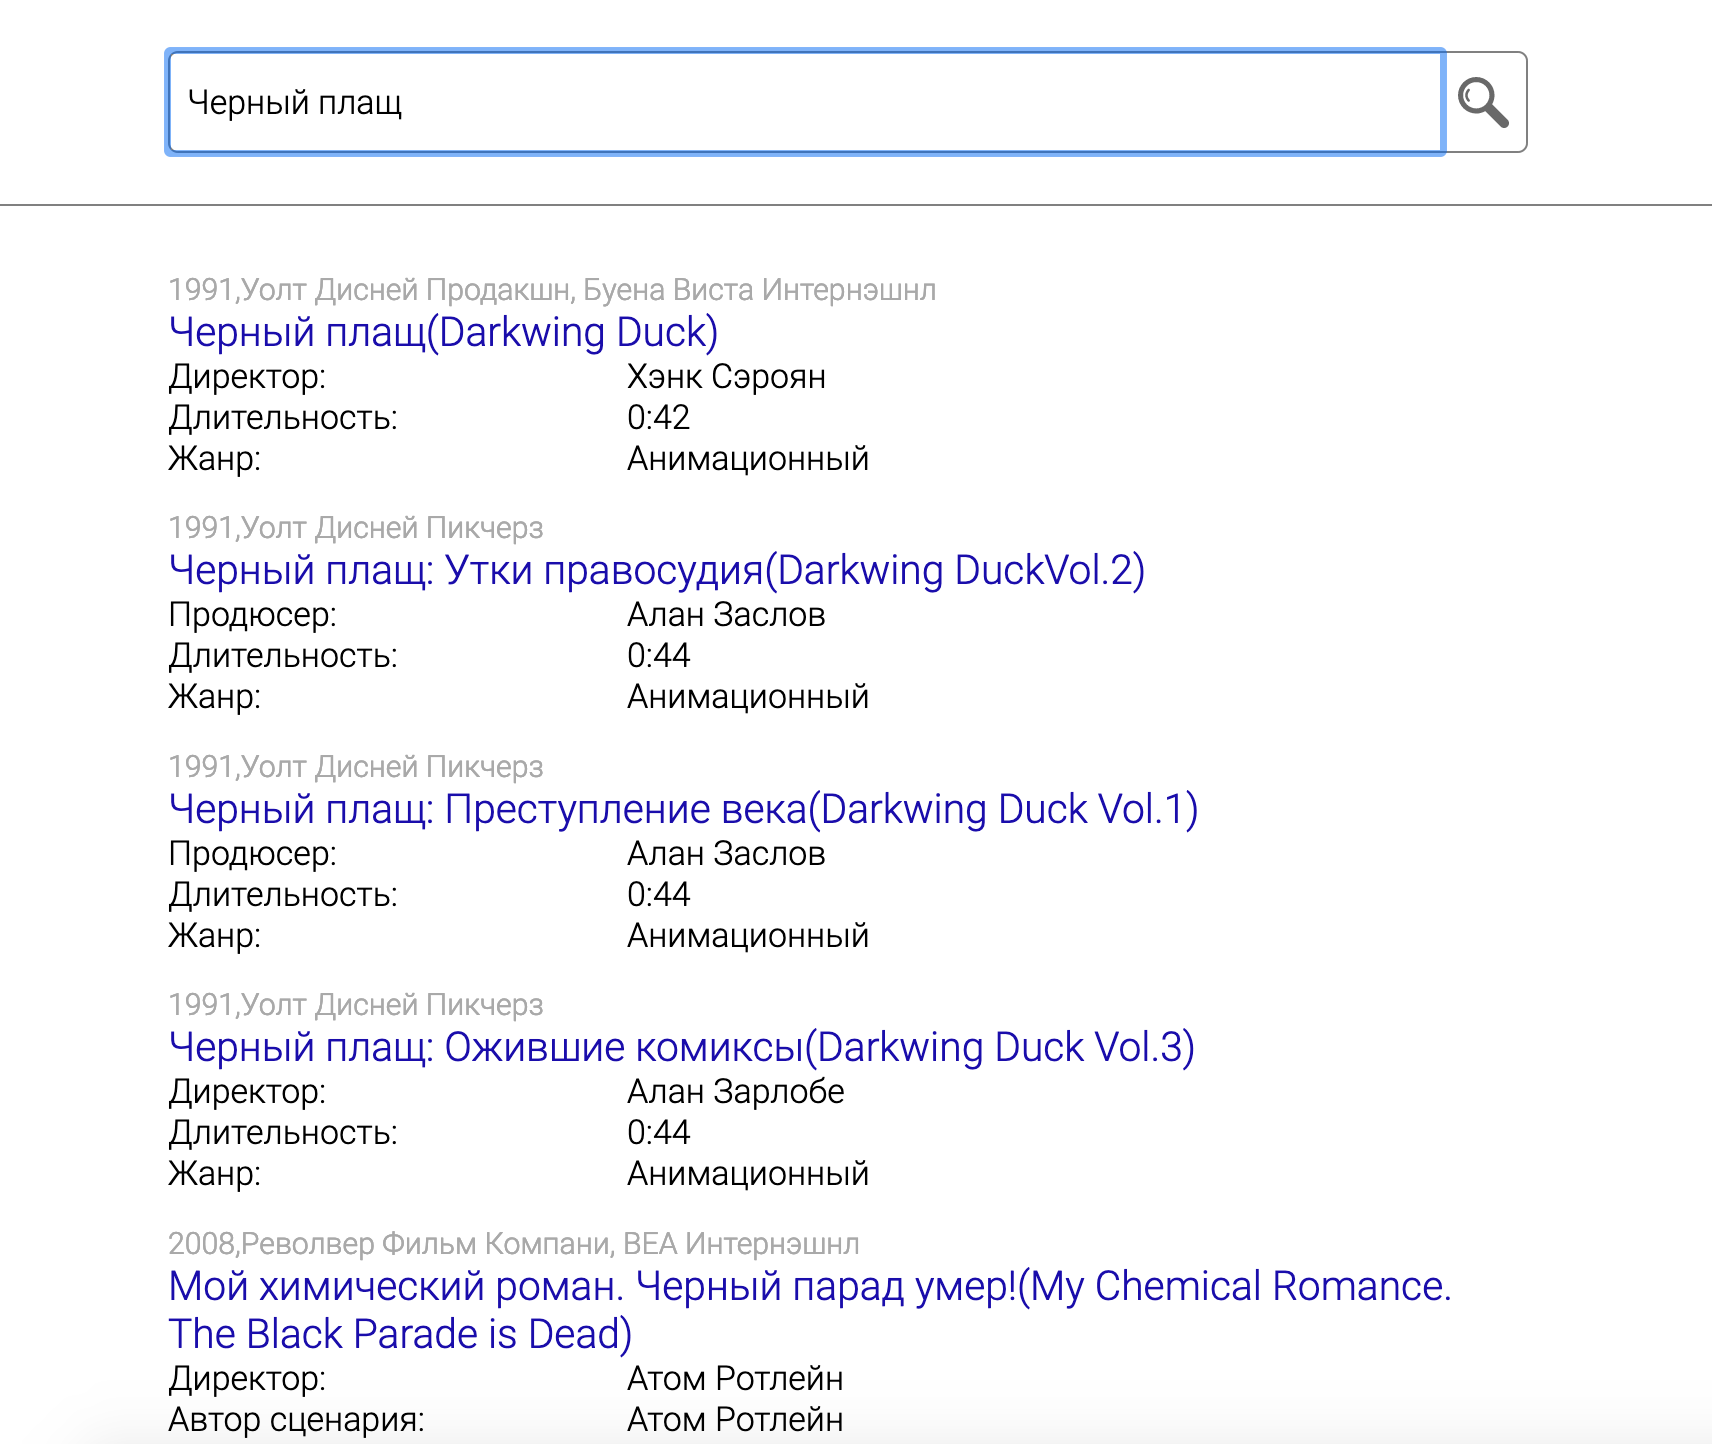 Черный плащ
1991,Уолт Дисней Продакшн, Буена Виста Интернэшнл
Черный плащ(Darkwing Duck)
Директор: Хэнк Сэроян
Длительность: 0:42
Жанр: Анимационный
1991,Уолт Дисней Пикчерз
Черный плащ: Утки правосудия(Darkwing DuckVol.2)
Продюсер: Алан Заслов
Длительность: 0:44
Жанр: Анимационный
1991,Уолт Дисней Пикчерз
Черный плащ: Преступление века(Darkwing Duck Vol.1)
Продюсер: Алан Заслов
Длительность: 0:44
Жанр: Анимационный
1991,Уолт Дисней Пикчерз
Черный плащ: Ожившие комиксы(Darkwing Duck Vol.3)
Директор: Алан Зарлобе
Длительность: 0:44
Жанр: Анимационный
2008,Револвер Фильм Компани, ВЕА Интернэшнл
Мой химический роман. Черный парад умер!(My Chemical Romance.
The Black Parade is Dead)
Директор: Атом Ротлейн
Автор сценария: Атом Ротлейн